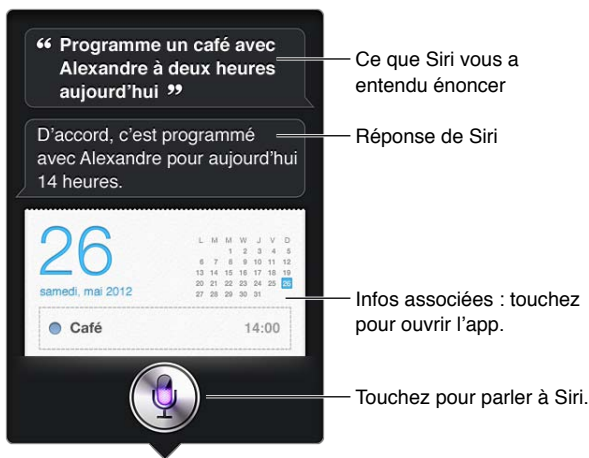 “ Programme un café avec
Alexandre à deux heures
aujourd’hui ”
D’accord, c’est programmé
avec Alexandre pour aujourd’hui
14 heures.
26
samedi, mai 2012
L M M W J V D
1 2 3 4 5
6 7 8 9 10 11 12
13 14 15 16 17 18 19
20 21 22 23 24 25 26
27 28 29 30 31
Café 14:00
Ce que Siri vous a
entendu énoncer
Réponse de Siri
Infos associées : touchez
pour ouvrir l’app.
Touchez pour parler à Siri.